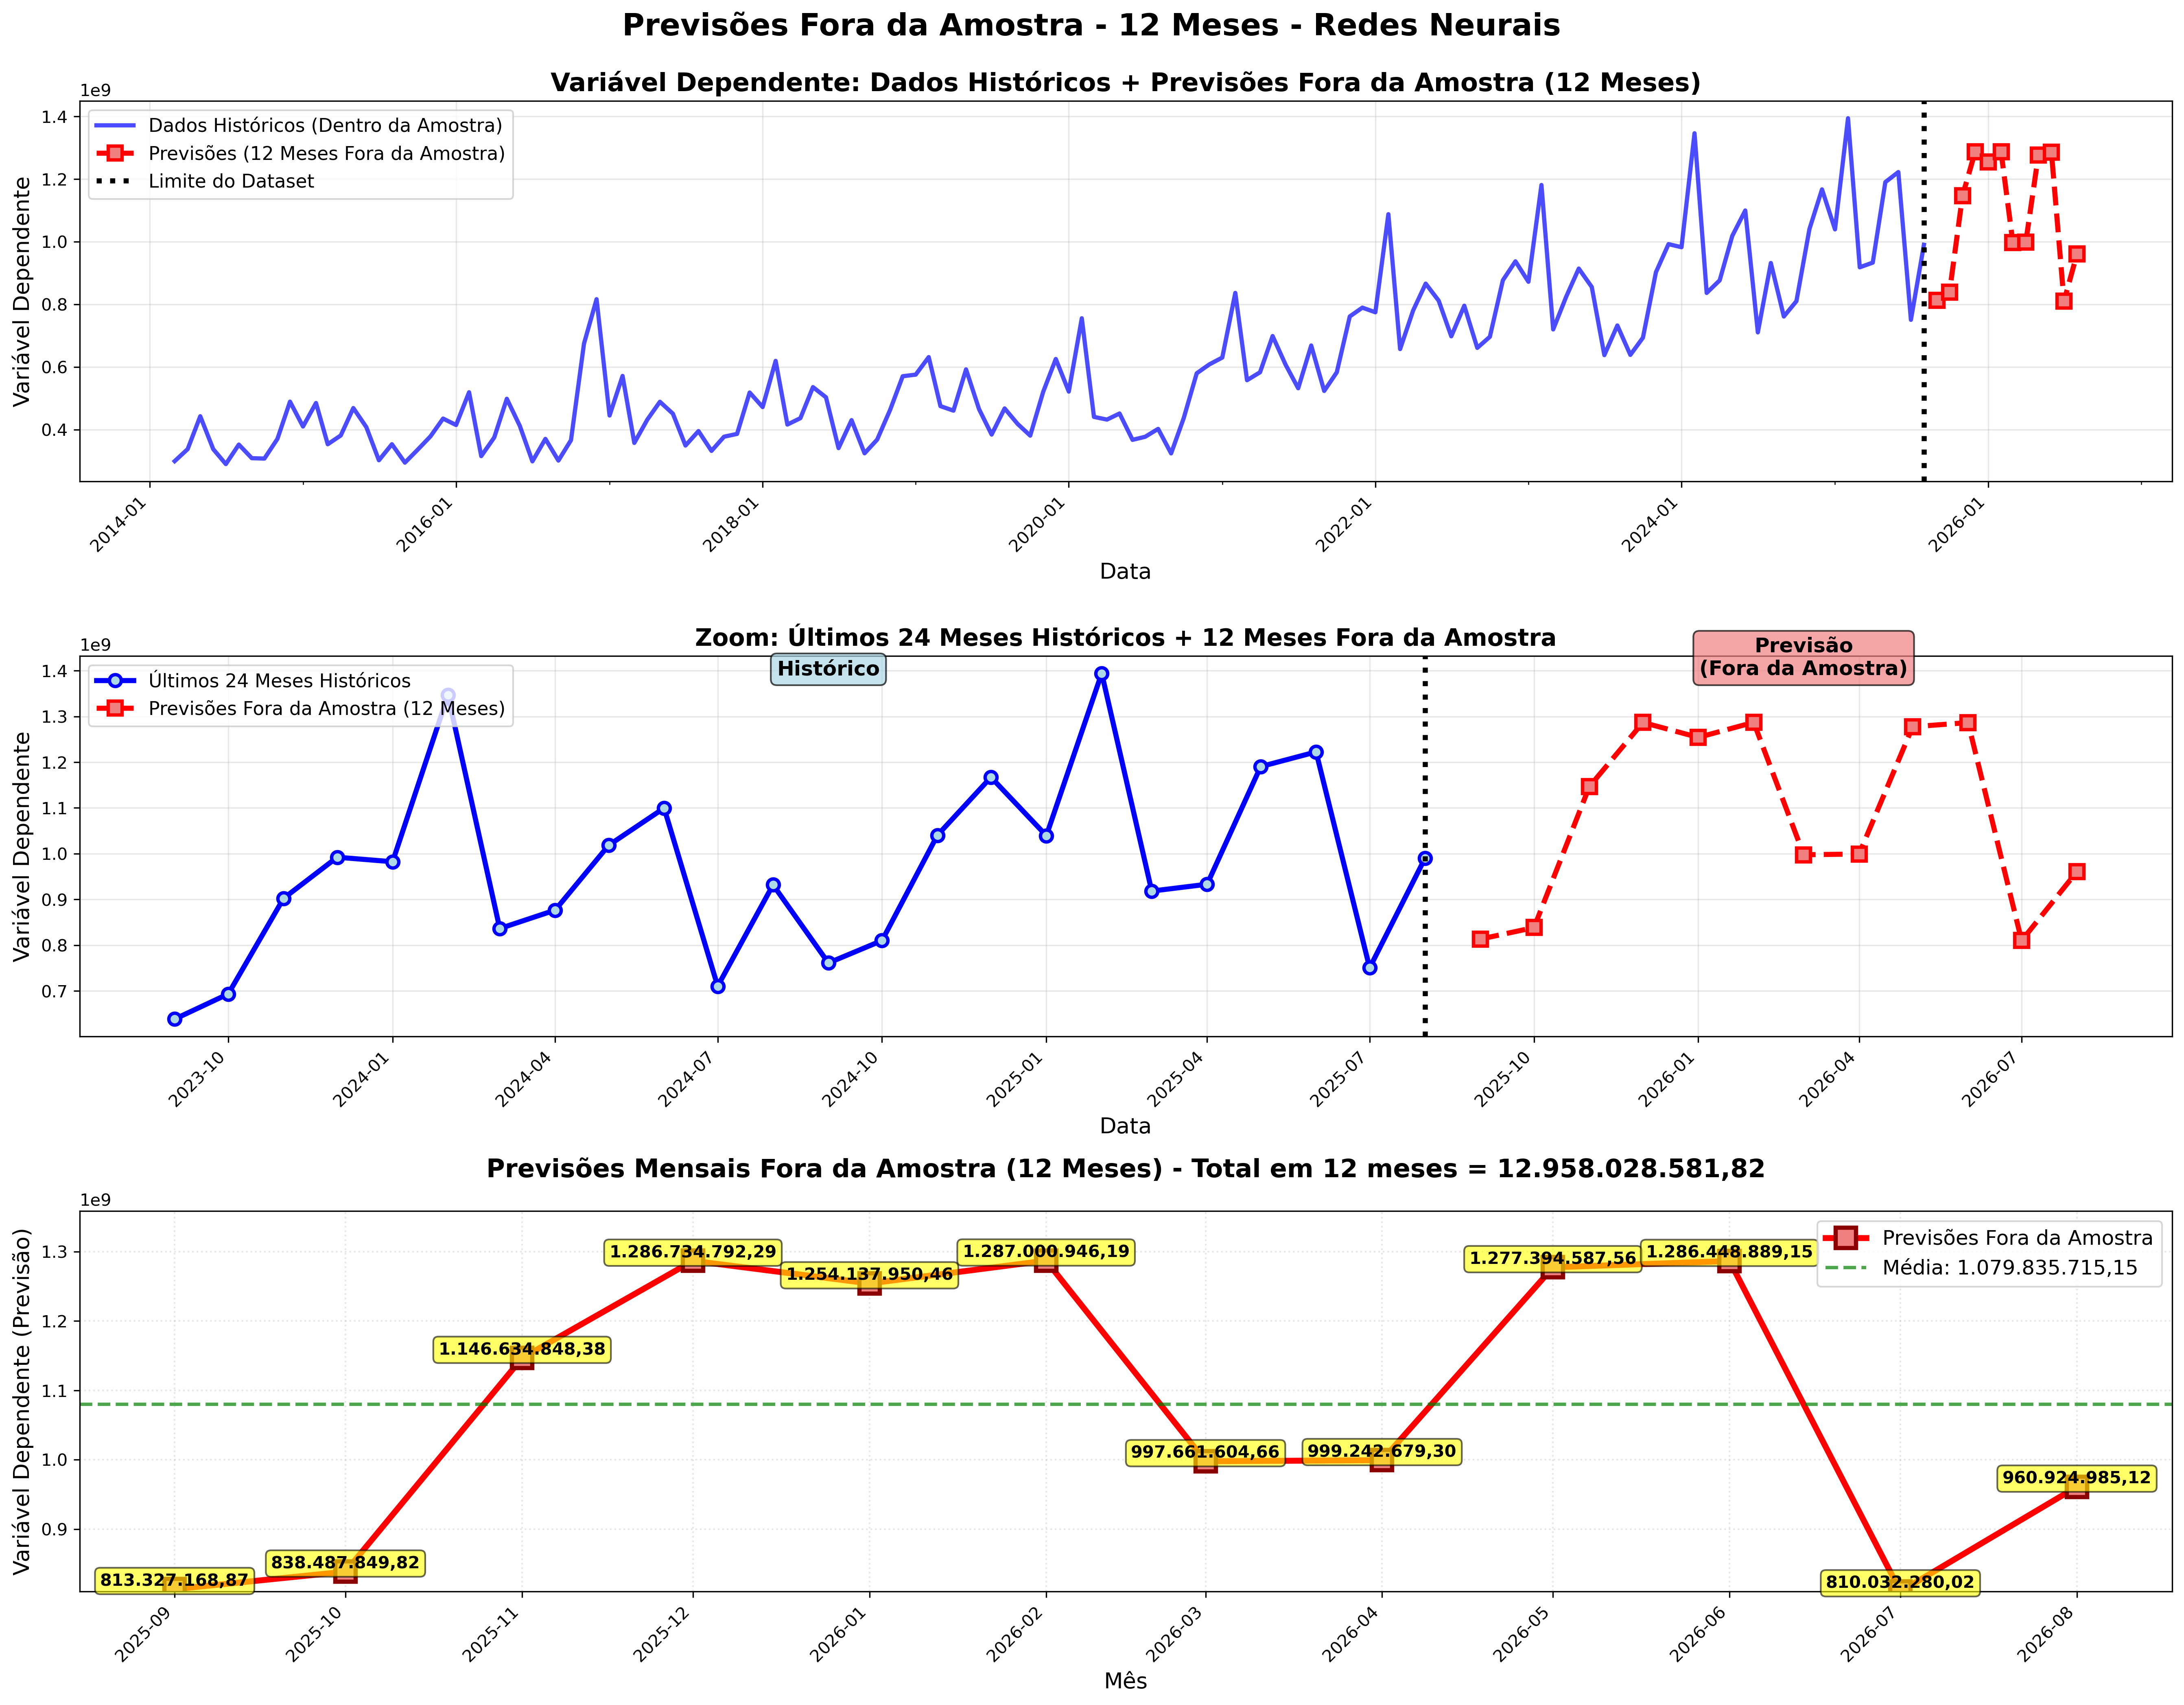 Previsões Fora da Amostra - 12 Meses - Redes Neurais
Variável Dependente: Dados Históricos + Previsões Fora da Amostra (12 Meses)
1e9
Dados Históricos (Dentro da Amostra)
Previsões (12 Meses Fora da Amostra)
Limite do Dataset
Variável Dependente
1.4
1.2
1.0
0.8
0.6
0.4
2014-01
2016-01
2018-01
2020-01
2022-01
2024-01
2026-01
Data
Zoom: Últimos 24 Meses Históricos + 12 Meses Fora da Amostra
1e9
Últimos 24 Meses Históricos
Previsões Fora da Amostra (12 Meses)
Histórico
Previsão
(Fora da Amostra)
Variável Dependente
1.4
1.3
1.2
1.1
1.0
0.9
0.8
0.7
2023-10
2024-01
2024-04
2024-07
2024-10
2025-01
2025-04
2025-07
2025-10
2026-01
2026-04
2026-07
Data
Previsões Mensais Fora da Amostra (12 Meses) - Total em 12 meses = 12.958.028.581,82
1e9
Previsões Fora da Amostra
Média: 1.079.835.715,15
Variável Dependente (Previsão)
1.3
1.2
1.1
1.0
0.9
813.327.168,87
838.487.849,82
1.146.634.848,38
1.286.734.792,29
1.254.137.950,46
1.287.000.946,19
997.661.604,66
999.242.679,30
1.277.394.587,56
1.286.448.889,15
810.032.280,02
960.924.985,12
2025-09
2025-10
2025-11
2025-12
2026-01
2026-02
2026-03
2026-04
2026-05
2026-06
2026-07
2026-08
Mês